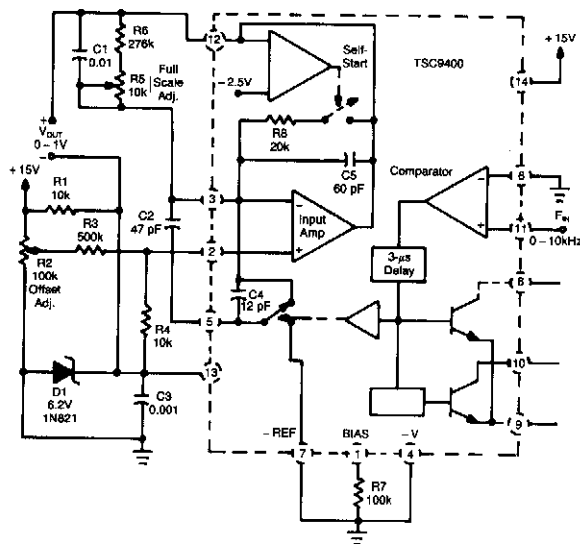 R6
276k
C1
0.01
R5
10k
Full
Scale
Adj.
12
Self-
Start
TSC9400
+15V
14
−2.5V
R8
20k
C5
60 pF
+
VOUT
0–1V
−
+15V
R1
10k
R3
500k
R2
100k
Offset
Adj.
C2
47 pF
3
2
−
Input
Amp
+
Comparator
−
+
6
11
FIN
0–10kHz
3-µs
Delay
8
C4
12 pF
5
R4
10k
13
10
9
D1
6.2V
1N821
C3
0.001
−REF
BIAS
−V
7
1
4
R7
100k